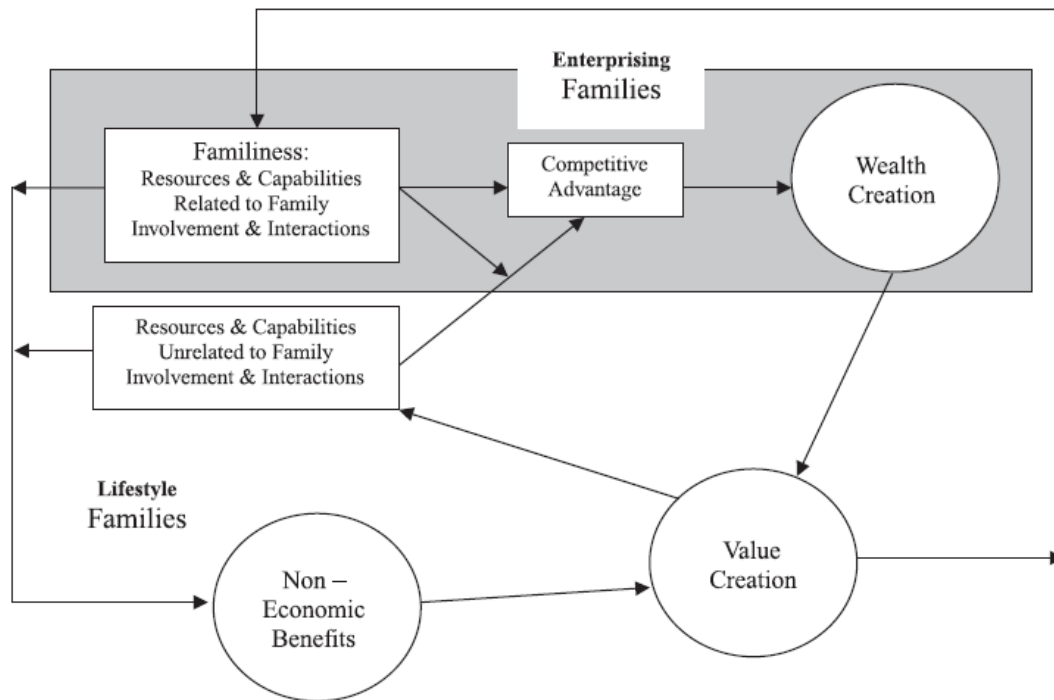 Enterprising
Families
Familiness:
Resources & Capabilities
Related to Family
Involvement & Interactions
Competitive
Advantage
Wealth
Creation
Resources & Capabilities
Unrelated to Family
Involvement & Interactions
Lifestyle
Families
Non –
Economic
Benefits
Value
Creation